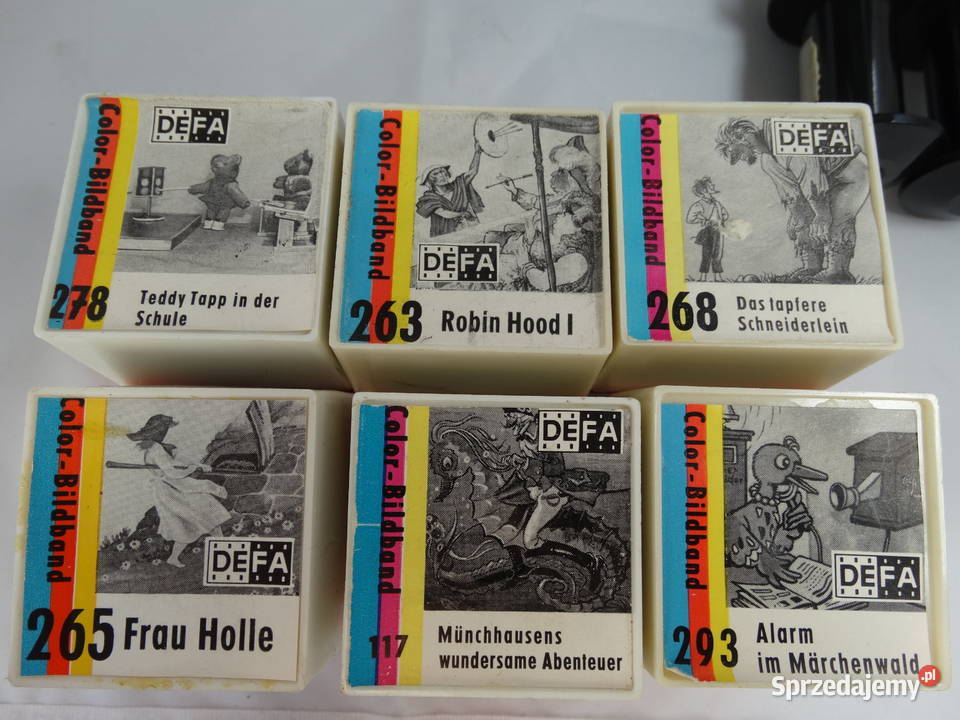 Color-Bildband
DEFA
278
Teddy Tapp in der
Schule
Color-Bildband
DEFA
263
Robin Hood I
Color-Bildband
DEFA
268
Das tapfere
Schneiderlein
Color-Bildband
DEFA
265
Frau Holle
Color-Bildband
DEFA
117
Münchhausens
wundersame Abenteuer
Color-Bildband
DEFA
293
Alarm
im Märchenwald
Sprzedajemy.pl